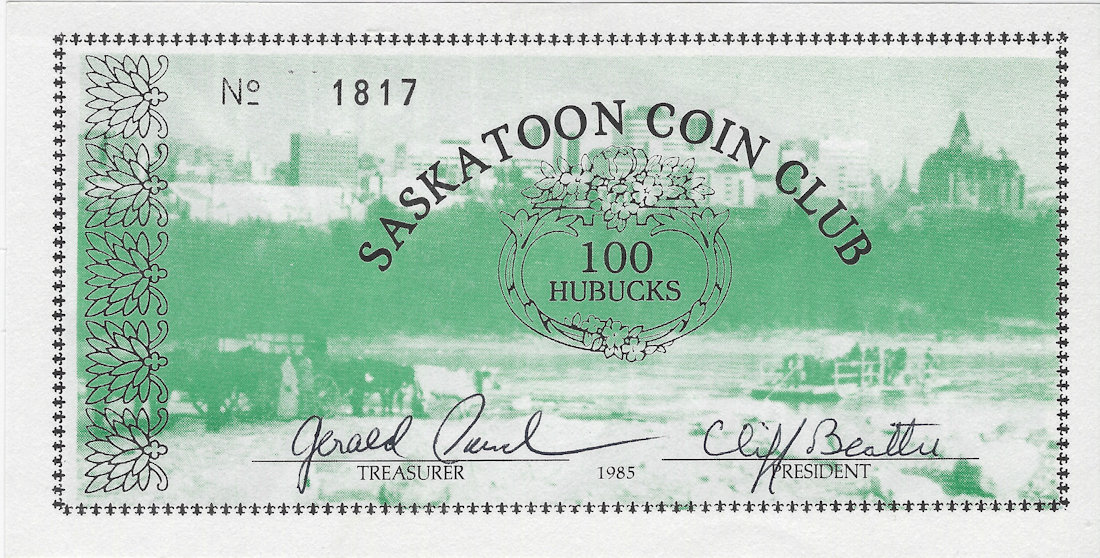 Nº 1817
SASKATOON COIN CLUB
100
HUBUCKS
Gerald
Cliff Beattie
TREASURER 1985 PRESIDENT